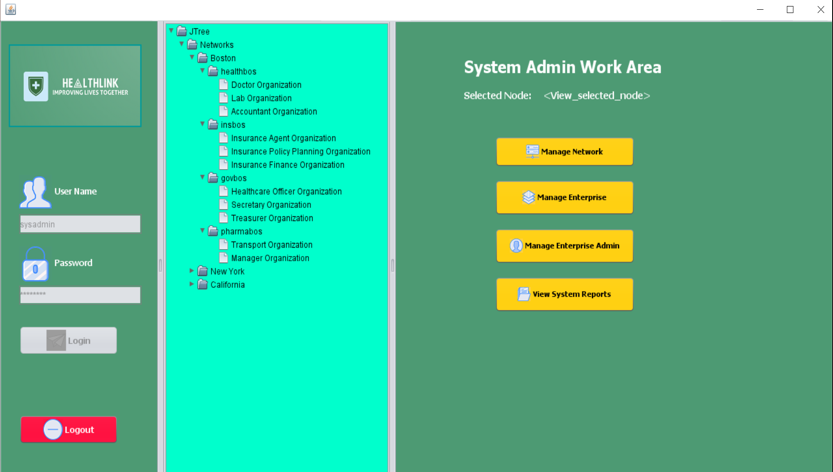 HEALTHLINK
IMPROVING LIVES TOGETHER
User Name
sysadmin
Password
********
Login
Logout
JTree
Networks
Boston
healthbos
Doctor Organization
Lab Organization
Accountant Organization
insbos
Insurance Agent Organization
Insurance Policy Planning Organization
Insurance Finance Organization
govbos
Healthcare Officer Organization
Secretary Organization
Treasurer Organization
pharmabos
Transport Organization
Manager Organization
New York
California
System Admin Work Area
Selected Node: <View_selected_node>
Manage Network
Manage Enterprise
Manage Enterprise Admin
View System Reports